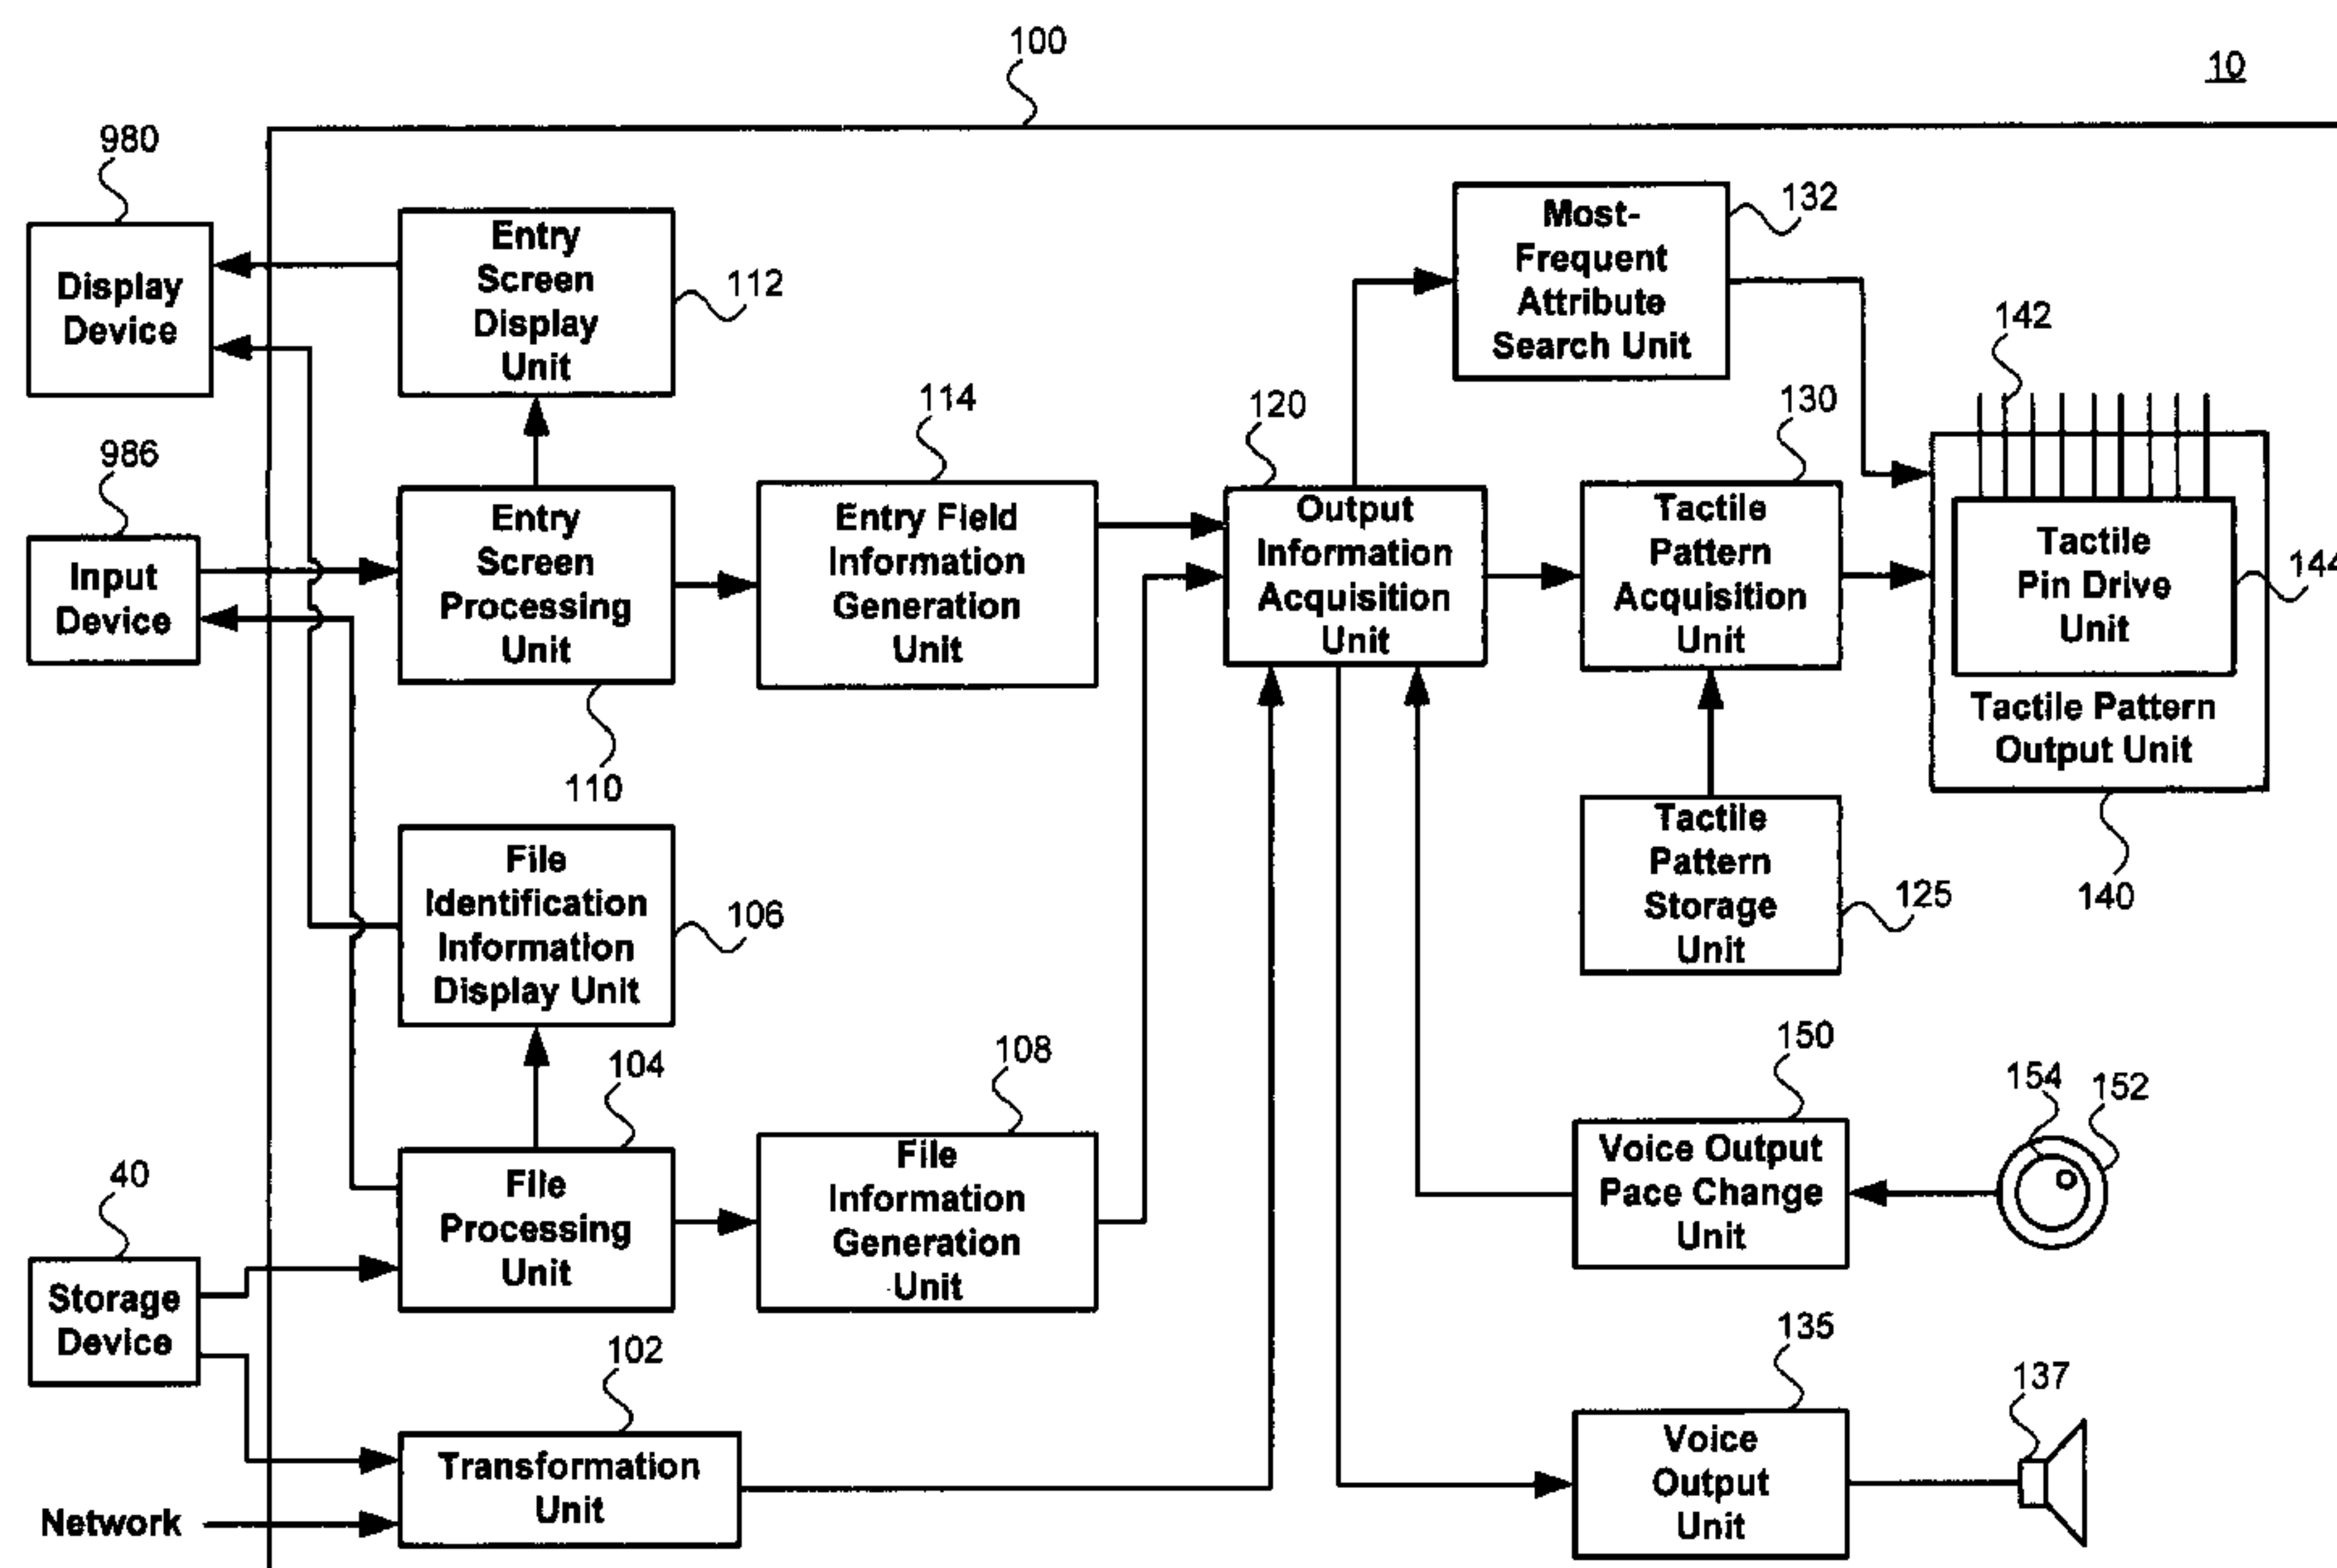 100
10
980
Display
Device
Entry
Screen
Display
Unit
112
Most-
Frequent
Attribute
Search Unit
132
986
Input
Device
Entry
Screen
Processing
Unit
110
114
Entry Field
Information
Generation
Unit
120
Output
Information
Acquisition
Unit
130
Tactile
Pattern
Acquisition
Unit
142
Tactile
Pin Drive
Unit
144
Tactile Pattern
Output Unit
140
Tactile
Pattern
Storage
Unit
125
File
Identification
Information
Display Unit
106
104
File
Processing
Unit
108
File
Information
Generation
Unit
150
Voice Output
Pace Change
Unit
154
152
40
Storage
Device
102
Transformation
Unit
Network
135
Voice
Output
Unit
137